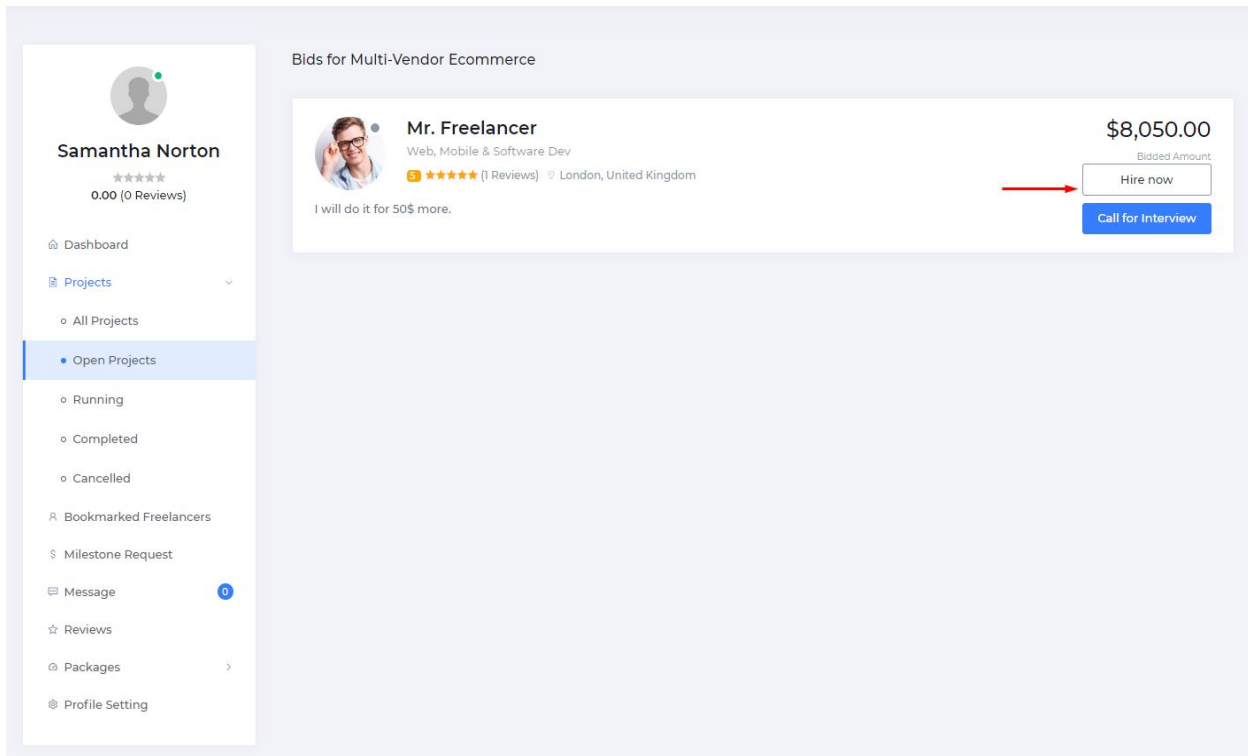 Samantha Norton
0.00 (0 Reviews)
Dashboard
Projects
All Projects
Open Projects
Running
Completed
Cancelled
Bookmarked Freelancers
Milestone Request
Message 0
Reviews
Packages
Profile Setting
Bids for Multi-Vendor Ecommerce
Mr. Freelancer
Web, Mobile & Software Dev
5 (1 Reviews) London, United Kingdom
I will do it for 50$ more.
$8,050.00
Bidded Amount
Hire now
Call for Interview